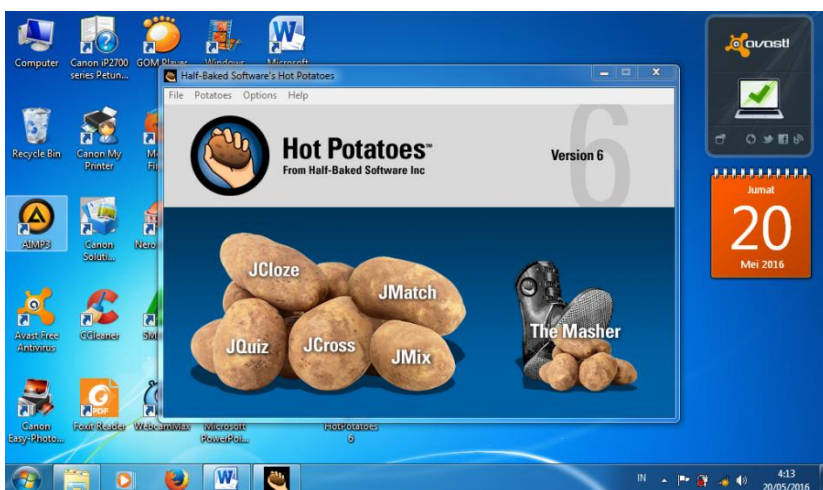 Computer
Canon iP2700
series Petun...
GOM Player
Windows
Microsoft
W
Half-Baked Software's Hot Potatoes
File Potatoes Options Help
Hot Potatoes™
From Half-Baked Software Inc
Version 6
6
JCloze
JMatch
JQuiz
JCross
JMix
The Masher
avast!
Jumat
20
Mei 2016
Recycle Bin
Canon My
Printer
AIMP3
Canon
Soluti...
Nero
Avast Free
Antivirus
CCleaner
Canon
Easy-Photo...
PDF
Foxit Reader
WebcamMax
Microsoft
PowerPoi...
HotPotatoes
6
W
IN
4:13
20/05/2016